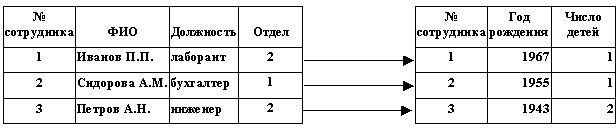 № сотрудника ФИО Должность Отдел
1 Иванов П.П. лаборант 2
2 Сидорова А.М. бухгалтер 1
3 Петров А.Н. инженер 2
№ сотрудника Год рождения Число детей
1 1967 1
2 1955 1
3 1943 2